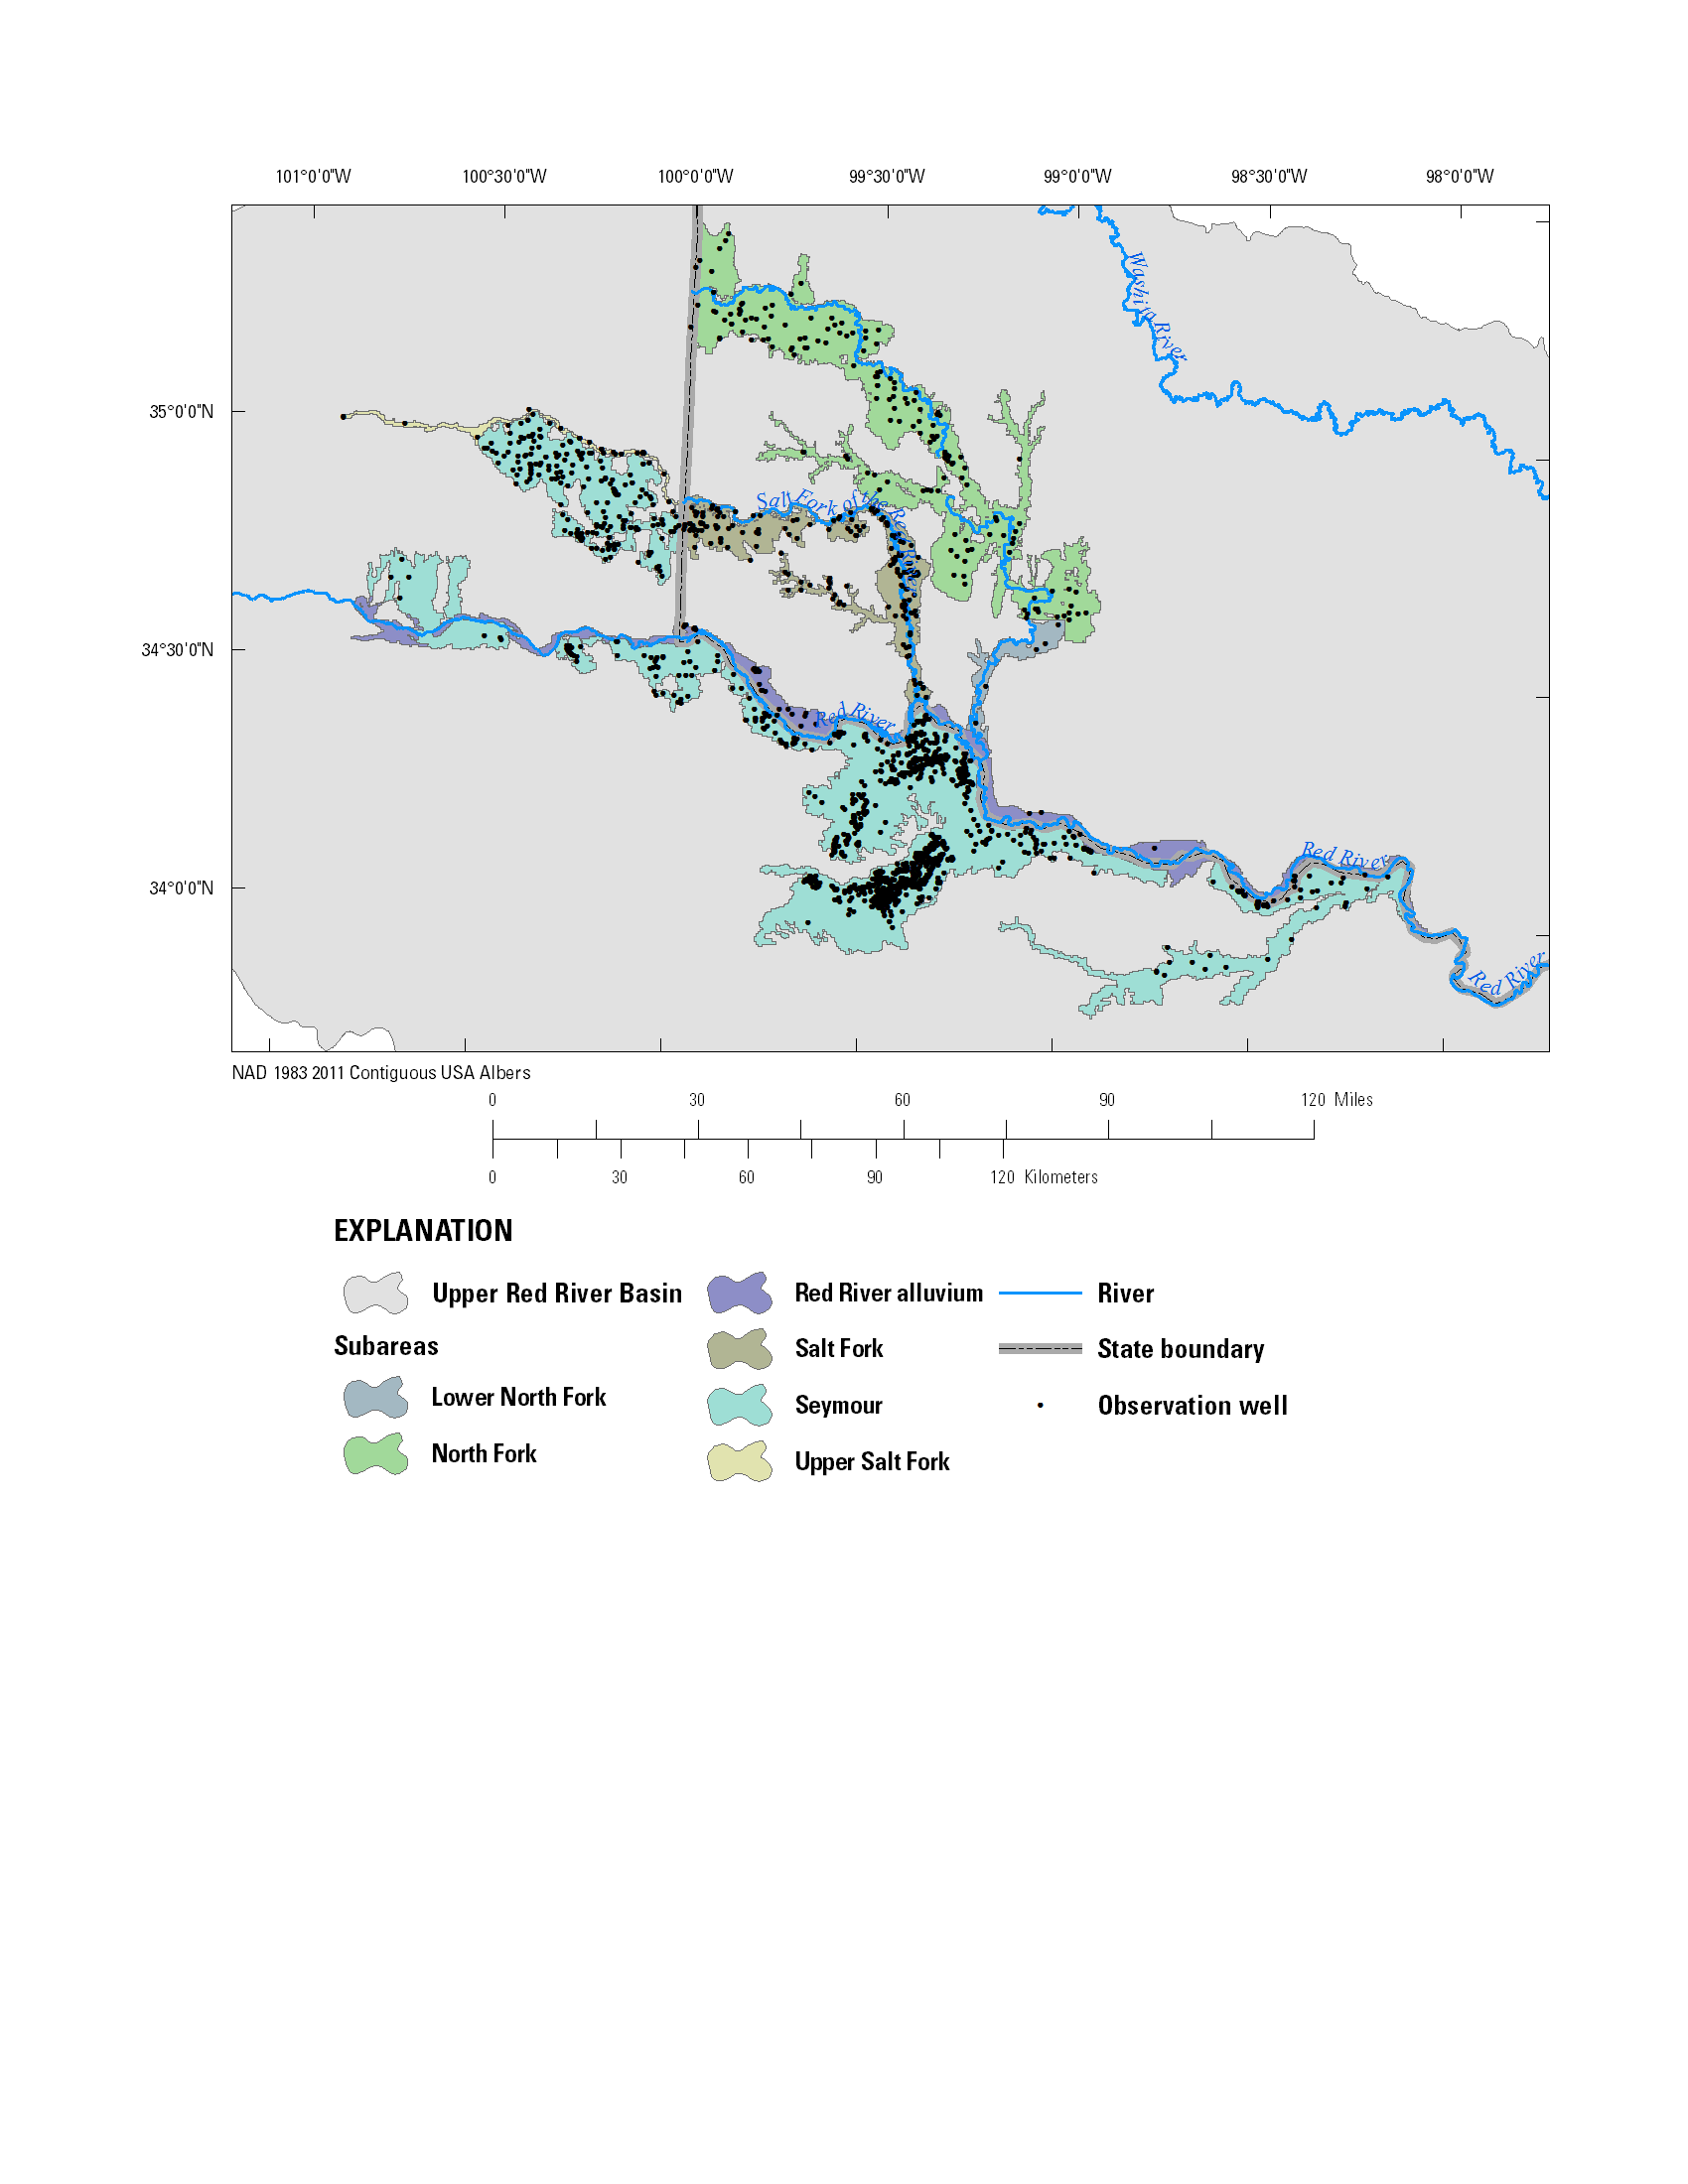 101°0'0"W 100°30'0"W 100°0'0"W 99°30'0"W 99°0'0"W 98°30'0"W 98°0'0"W
Washita River
35°0'0"N
Salt Fork of the Red River
34°30'0"N
Red River
Red River
34°0'0"N
Red River
NAD 1983 2011 Contiguous USA Albers
0 30 60 90 120 Miles
0 30 60 90 120 Kilometers
EXPLANATION
Upper Red River Basin
Subareas
Lower North Fork
North Fork
Red River alluvium
Salt Fork
Seymour
Upper Salt Fork
River
State boundary
Observation well